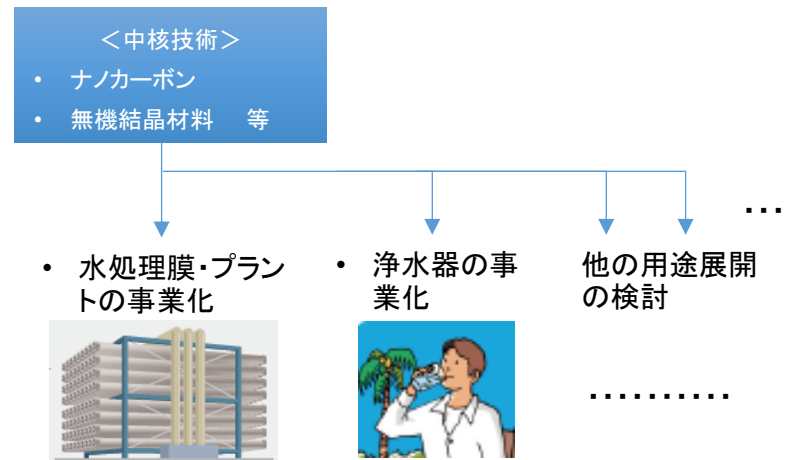 ＜中核技術＞
• ナノカーボン
• 無機結晶材料　等
…
• 水処理膜・プラン
トの事業化
• 浄水器の事
業化
他の用途展開
の検討
‥‥‥‥‥